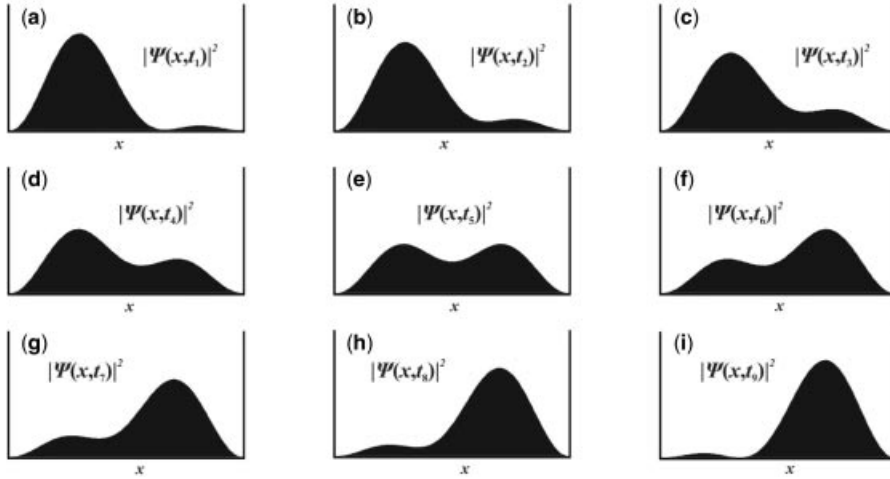 (a) |Ψ(x,t₁)|²
x
(b) |Ψ(x,t₂)|²
x
(c) |Ψ(x,t₃)|²
x
(d) |Ψ(x,t₄)|²
x
(e) |Ψ(x,t₅)|²
x
(f) |Ψ(x,t₆)|²
x
(g) |Ψ(x,t₇)|²
x
(h) |Ψ(x,t₈)|²
x
(i) |Ψ(x,t₉)|²
x